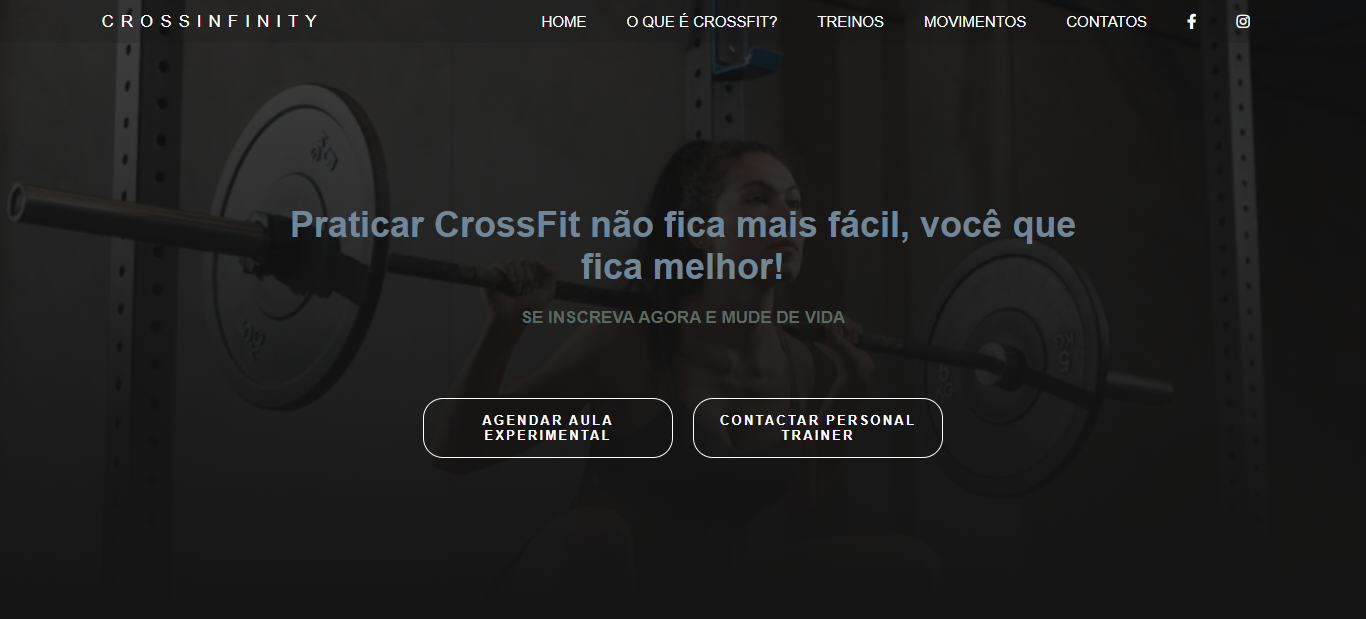 CROSSINFINITY
HOME
O QUE É CROSSFIT?
TREINOS
MOVIMENTOS
CONTATOS
Praticar CrossFit não fica mais fácil, você que
fica melhor!
SE INSCREVA AGORA E MUDE DE VIDA
AGENDAR AULA
EXPERIMENTAL
CONTACTAR PERSONAL
TRAINER